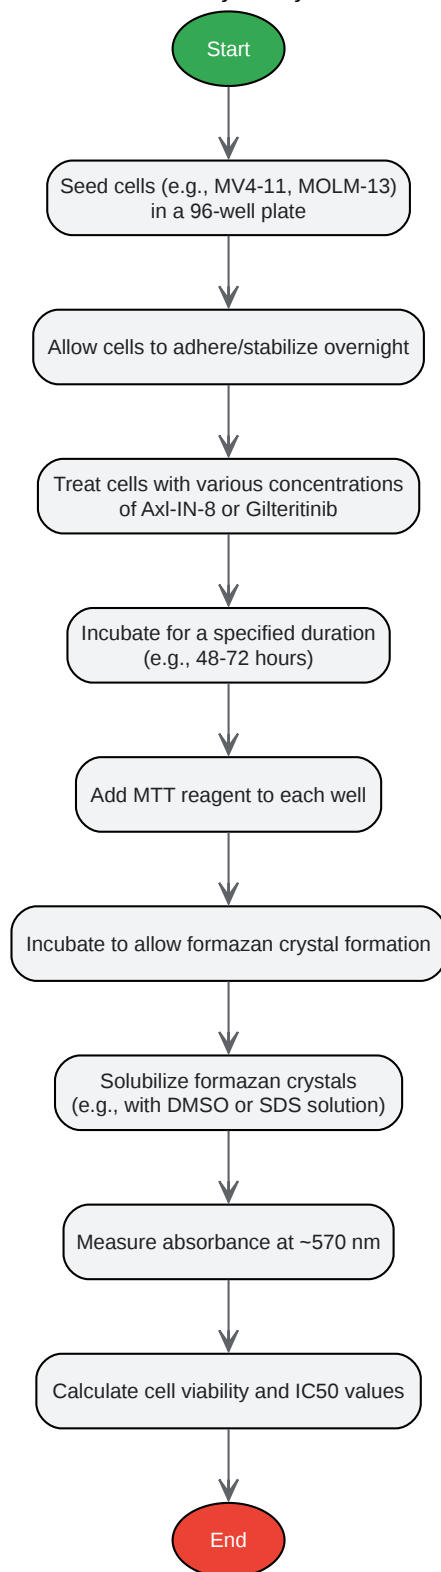 Start
Seed cells (e.g., MV4-11, MOLM-13)
in a 96-well plate
Allow cells to adhere/stabilize overnight
Treat cells with various concentrations
of Axl-IN-8 or Gilteritinib
Incubate for a specified duration
(e.g., 48-72 hours)
Add MTT reagent to each well
Incubate to allow formazan crystal formation
Solubilize formazan crystals
(e.g., with DMSO or SDS solution)
Measure absorbance at ~570 nm
Calculate cell viability and IC50 values
End